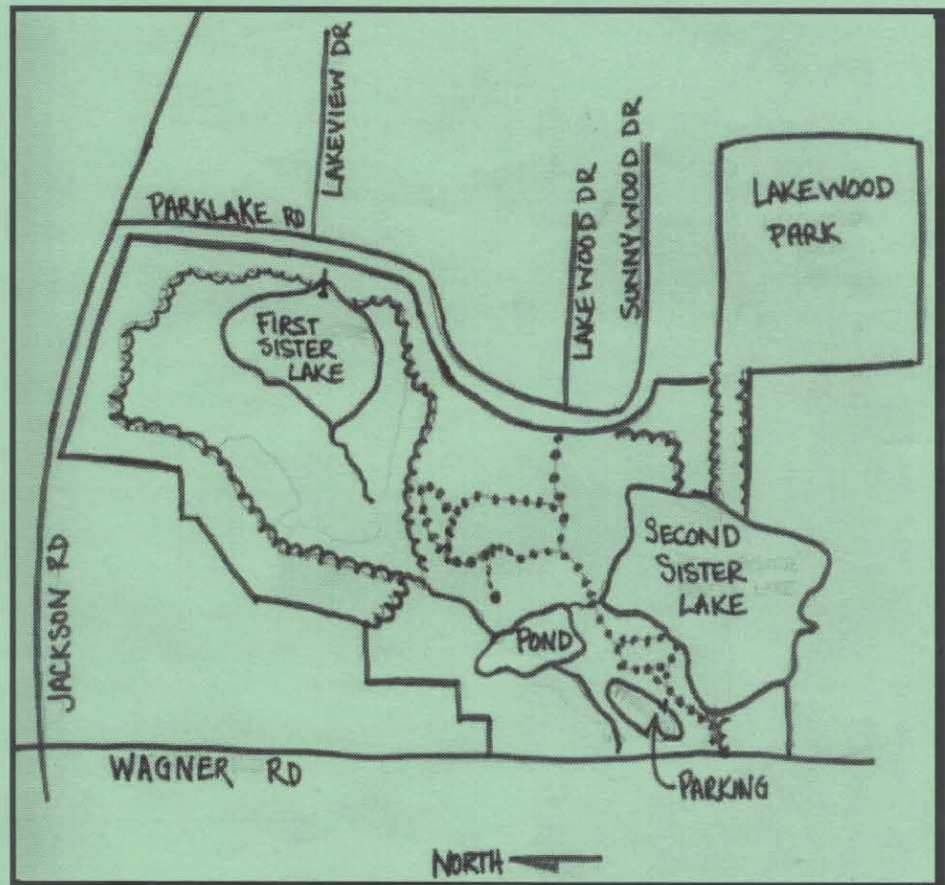 LAKEVIEW DR
PARKLAKE RD
LAKEWOOD DR
SUNNYWOOD DR
LAKEWOOD
PARK
FIRST
SISTER
LAKE
SECOND
SISTER
LAKE
POND
JACKSON RD
WAGNER RD
PARKING
NORTH